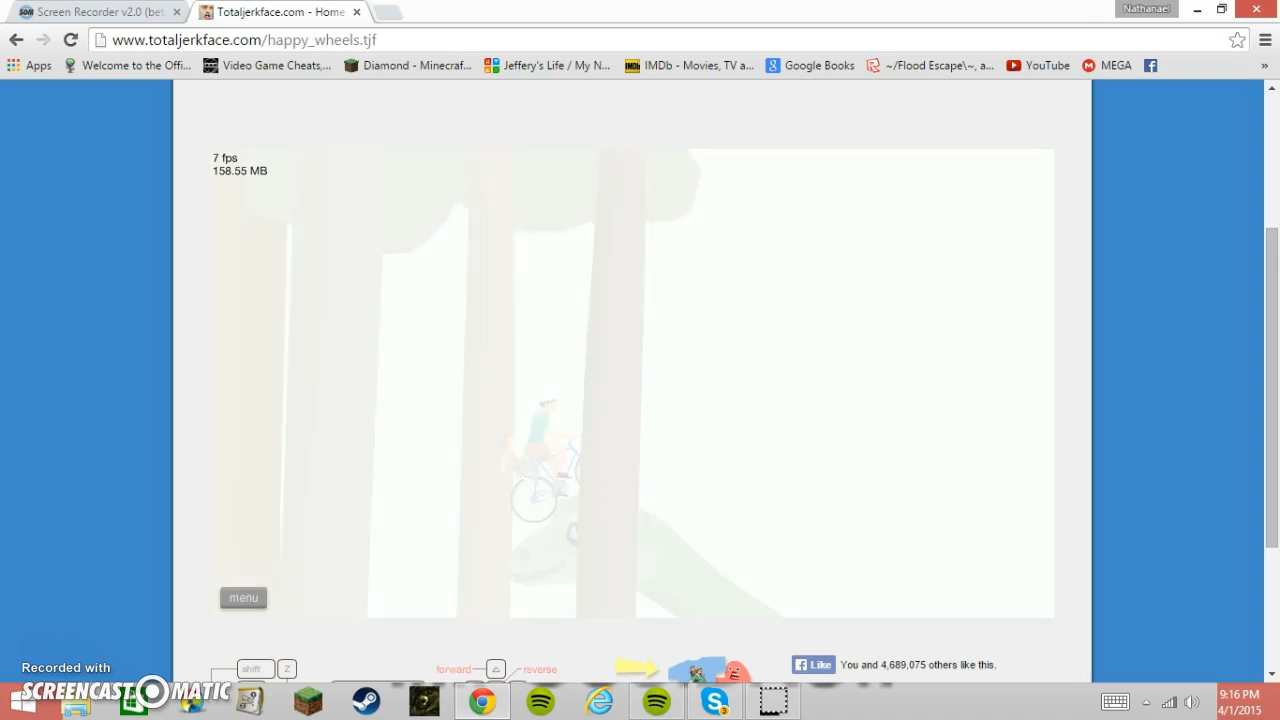 Screen Recorder v2.0 (bet
Totaljerkface.com - Home
Nathanael
www.totaljerkface.com/happy_wheels.tjf
Apps
Welcome to the Offi...
Video Game Cheats,...
Diamond - Minecraf...
Jeffery's Life / My N...
IMDb - Movies, TV a...
Google Books
~/Flood Escape\~, a...
YouTube
MEGA
»
7 fps
158.55 MB
menu
shift
Z
forward
reverse
Like
You and 4,689,075 others like this.
Recorded with
SCREENCAST-O-MATIC
9:16 PM
4/1/2015